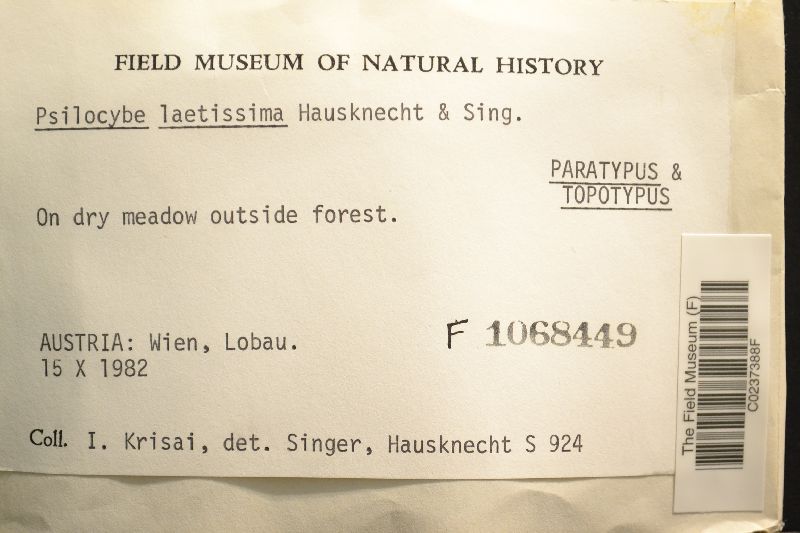 FIELD MUSEUM OF NATURAL HISTORY
Psilocybe laetissima Hausknecht & Sing.
PARATYPUS &
TOPOTYPUS
On dry meadow outside forest.
AUSTRIA: Wien, Lobau.
15 X 1982
F 1068449
Coll. I. Krisai, det. Singer, Hausknecht S 924
The Field Museum (F)
C0237388F